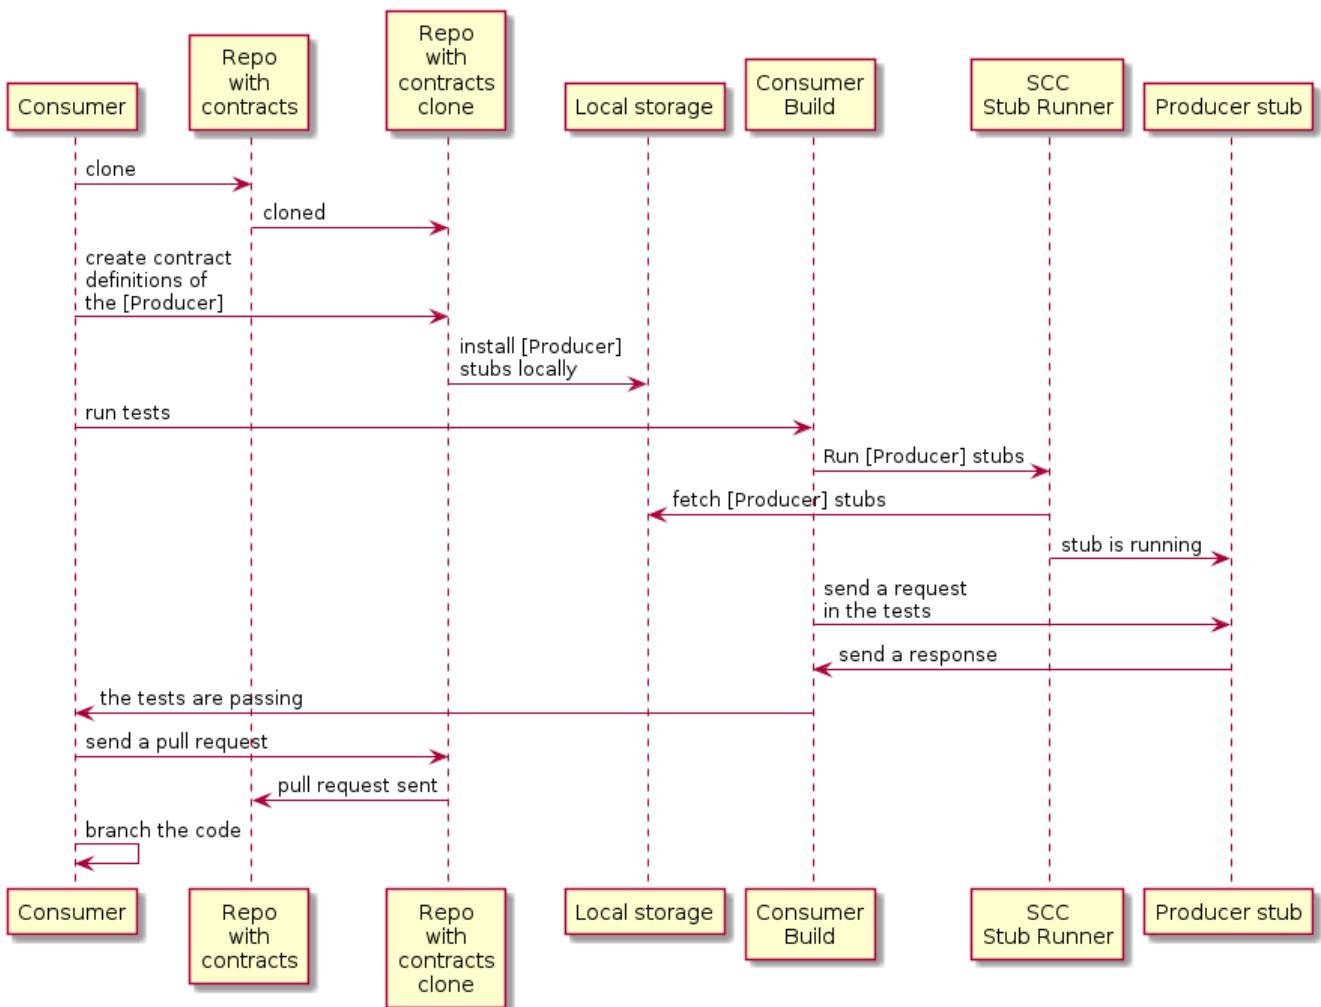 Consumer
Repo
with
contracts
Repo
with
contracts
clone
Local storage
Consumer
Build
SCC
Stub Runner
Producer stub
clone
cloned
create contract
definitions of
the [Producer]
install [Producer]
stubs locally
run tests
Run [Producer] stubs
fetch [Producer] stubs
stub is running
send a request
in the tests
send a response
the tests are passing
send a pull request
pull request sent
branch the code
Consumer
Repo
with
contracts
Repo
with
contracts
clone
Local storage
Consumer
Build
SCC
Stub Runner
Producer stub